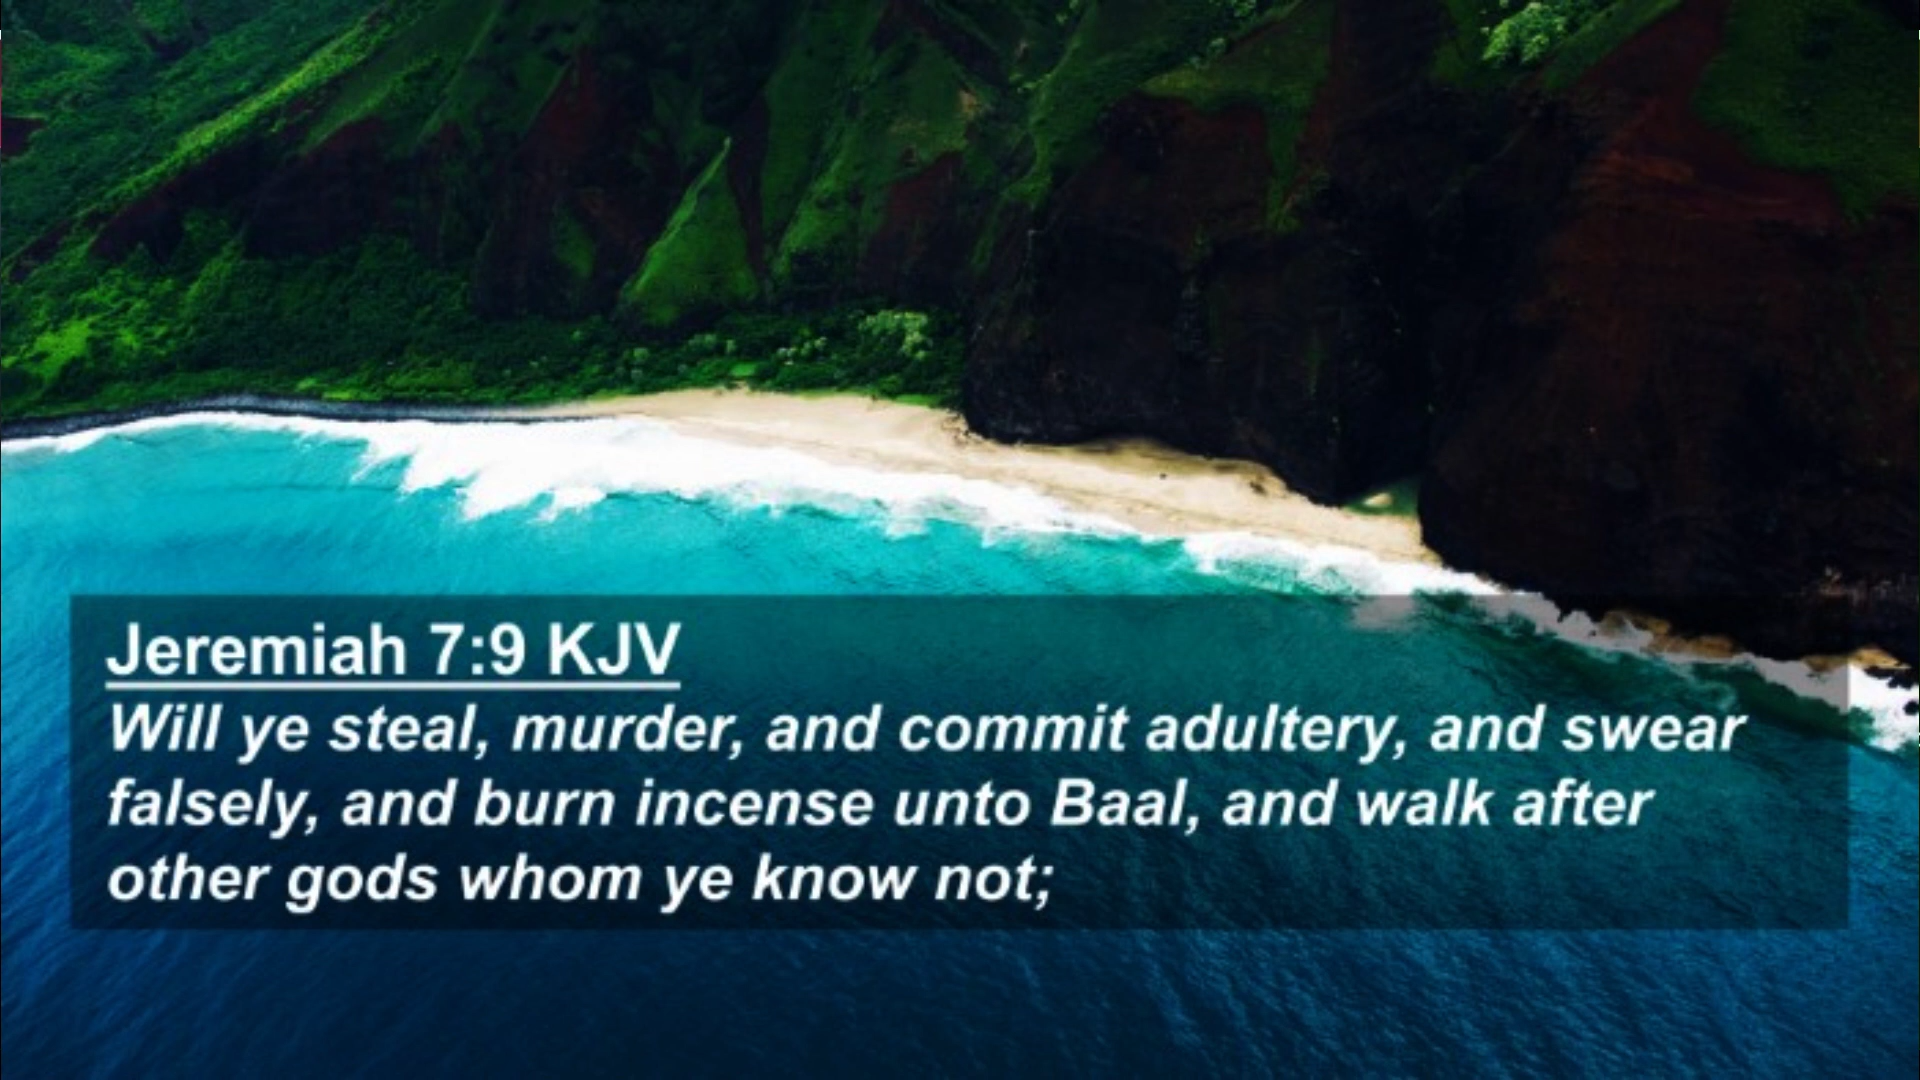 Jeremiah 7:9 KJV
Will ye steal, murder, and commit adultery, and swear
falsely, and burn incense unto Baal, and walk after
other gods whom ye know not;